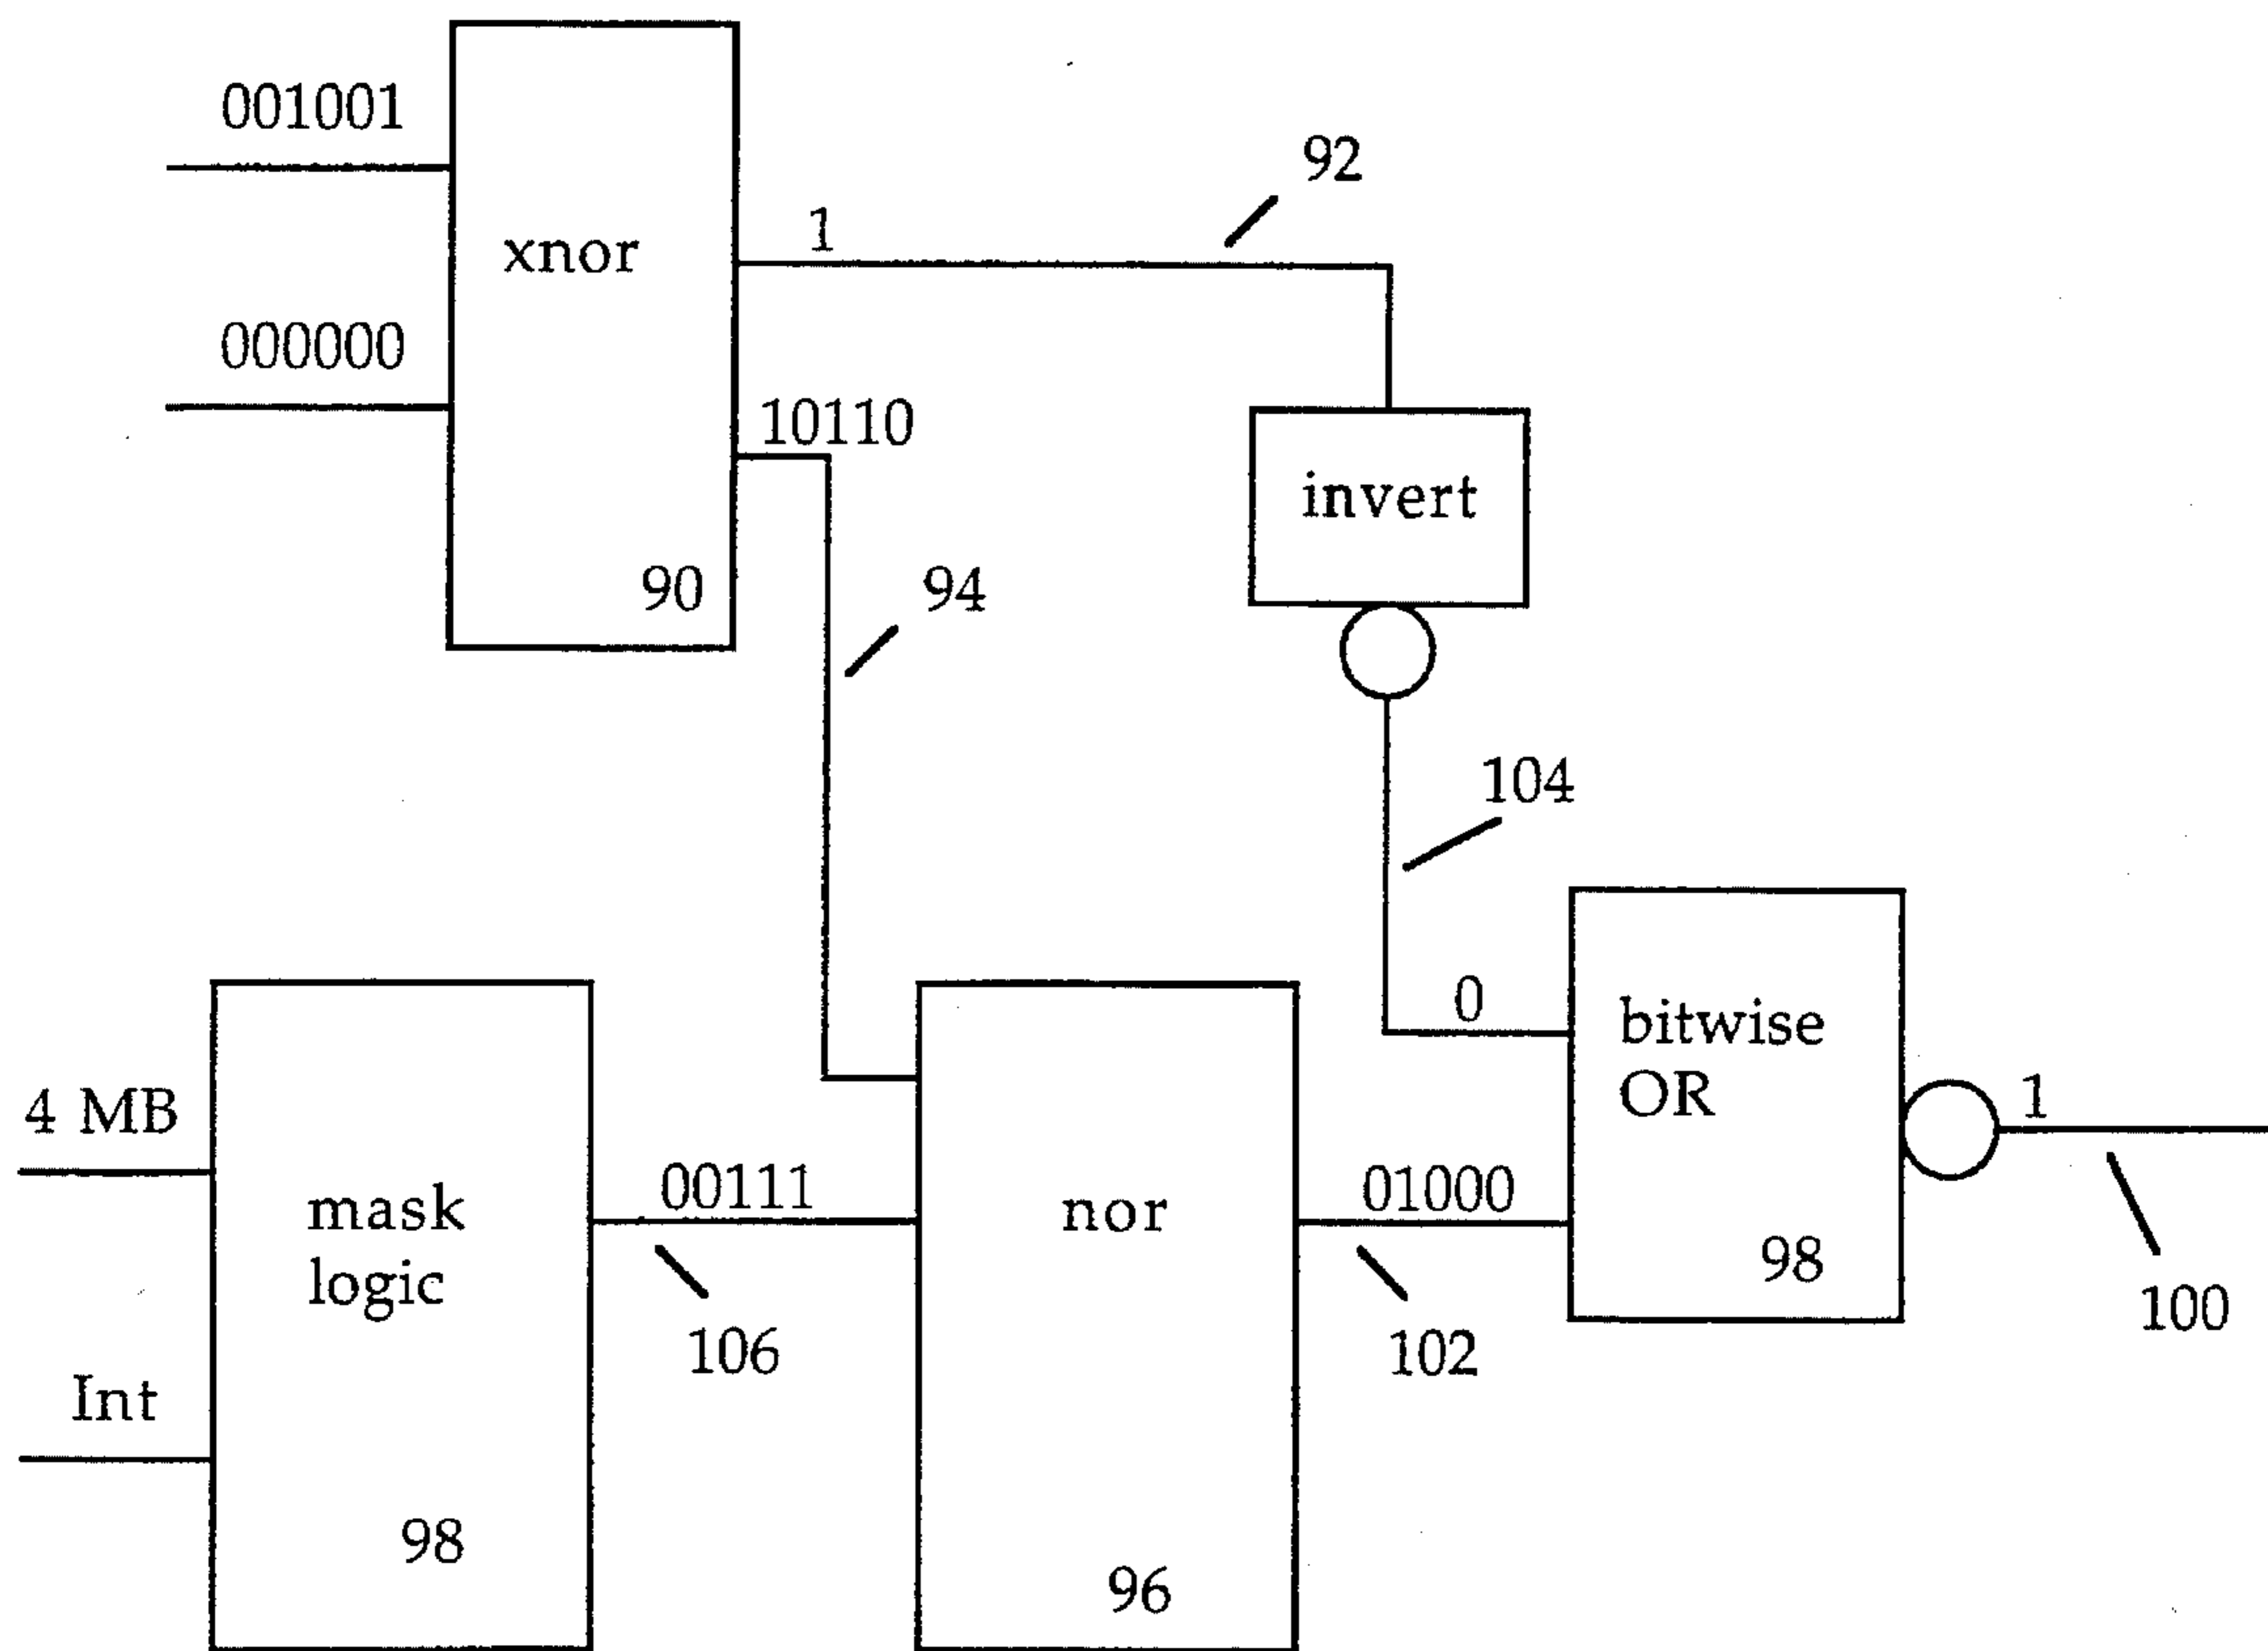 001001
92
1
xnor
000000
10110
invert
90
94
104
0
bitwise
OR
4 MB
1
mask
logic
00111
nor
01000
98
106
102
100
Int
98
96